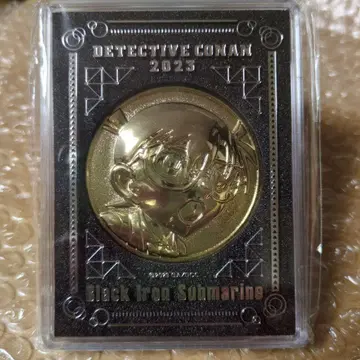 DETECTIVE CONAN
2023
Black Iron Submarine